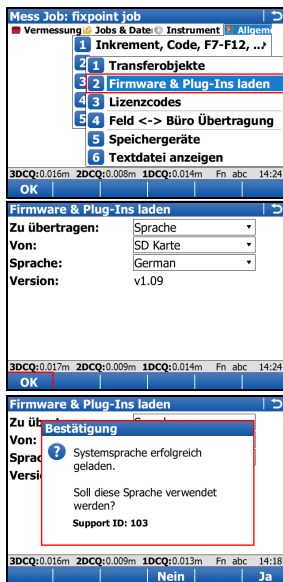 Mess Job: fixpoint job
Vermessung Jobs & Date Instrument Allgeme
1 Inkrement, Code, F7-F12, ..
2 1 Transferobjekte
3 2 Firmware & Plug-Ins laden
4 3 Lizenzcodes
5 4 Feld <-> Büro Übertragung
5 Speichergeräte
6 Textdatei anzeigen
3DCQ:0.016m 2DCQ:0.008m 1DCQ:0.014m Fn abc 14:24
OK
Firmware & Plug-Ins laden
Zu übertragen: Sprache
Von: SD Karte
Sprache: German
Version: v1.09
3DCQ:0.017m 2DCQ:0.009m 1DCQ:0.014m Fn abc 14:24
OK
Firmware & Plug-Ins laden
Zu üb
Bestätigung
Von:
Systemsprache erfolgreich
Sprac
geladen.
Versi
Soll diese Sprache verwendet
werden?
Support ID: 103
3DCQ:0.016m 2DCQ:0.009m 1DCQ:0.013m Fn abc 14:18
Nein Ja